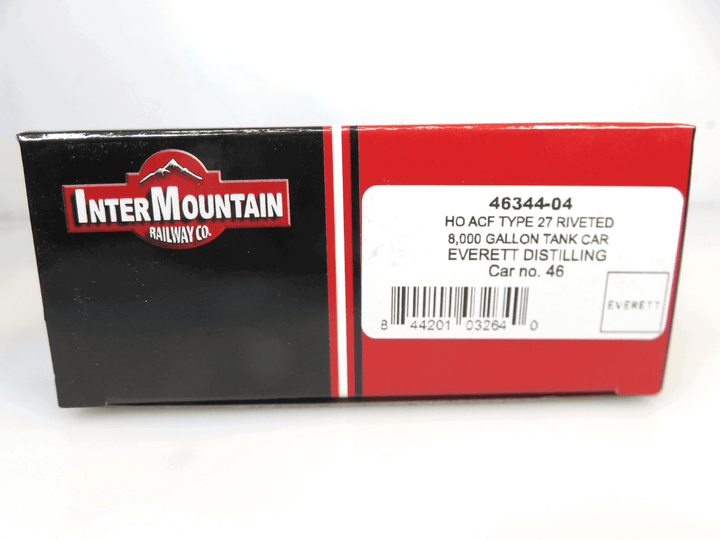 INTERMOUNTAIN
RAILWAY CO.
46344-04
HO ACF TYPE 27 RIVETED
8,000 GALLON TANK CAR
EVERETT DISTILLING
Car no. 46
8 44201 03264 0
EVERETT